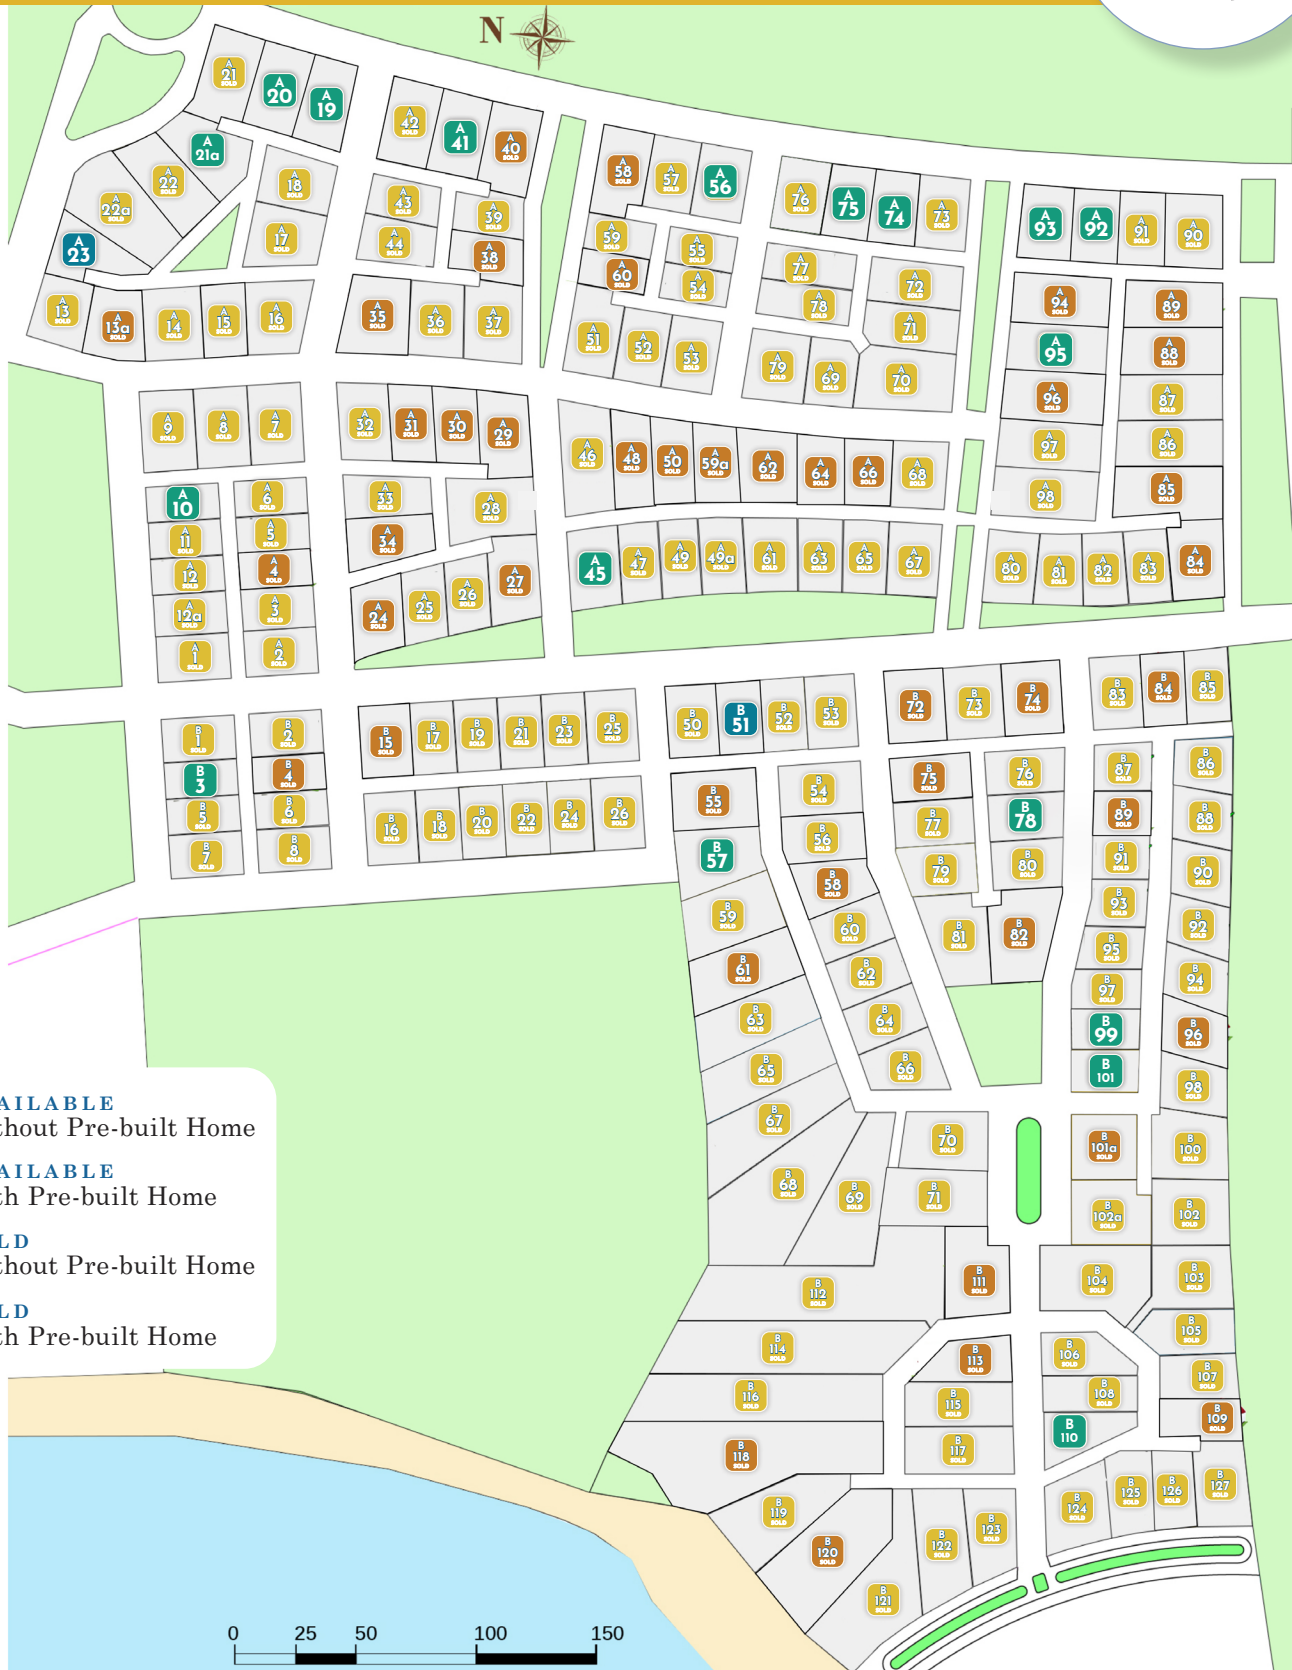 N
A 21 SOLD
A 20
A 19
A 21a
A 22 SOLD
A 22a SOLD
A 23
A 18 SOLD
A 17 SOLD
A 13 SOLD
A 13a SOLD
A 14 SOLD
A 15 SOLD
A 16 SOLD
A 42 SOLD
A 41
A 40 SOLD
A 43 SOLD
A 44 SOLD
A 39 SOLD
A 38 SOLD
A 35 SOLD
A 36 SOLD
A 37 SOLD
A 58 SOLD
A 57 SOLD
A 56
A 59 SOLD
A 60 SOLD
A 55 SOLD
A 54 SOLD
A 51 SOLD
A 52 SOLD
A 53 SOLD
A 76 SOLD
A 75
A 74
A 73 SOLD
A 77 SOLD
A 78 SOLD
A 72 SOLD
A 71 SOLD
A 79 SOLD
A 69 SOLD
A 70 SOLD
A 93
A 92
A 91 SOLD
A 90 SOLD
A 94 SOLD
A 95
A 96 SOLD
A 97 SOLD
A 98 SOLD
A 89 SOLD
A 88 SOLD
A 87 SOLD
A 86 SOLD
A 85 SOLD
A 9 SOLD
A 8 SOLD
A 7 SOLD
A 32 SOLD
A 31 SOLD
A 30 SOLD
A 29 SOLD
A 46 SOLD
A 48 SOLD
A 50 SOLD
A 59a SOLD
A 62 SOLD
A 64 SOLD
A 66 SOLD
A 68 SOLD
A 10
A 11 SOLD
A 12 SOLD
A 12a SOLD
A 1 SOLD
A 6 SOLD
A 5 SOLD
A 4 SOLD
A 3 SOLD
A 2 SOLD
A 33 SOLD
A 34 SOLD
A 28 SOLD
A 24 SOLD
A 25 SOLD
A 26 SOLD
A 27 SOLD
A 45
A 47 SOLD
A 49 SOLD
A 49a SOLD
A 61 SOLD
A 63 SOLD
A 65 SOLD
A 67 SOLD
A 80 SOLD
A 81 SOLD
A 82 SOLD
A 83 SOLD
A 84 SOLD
B 1 SOLD
B 3
B 5 SOLD
B 7 SOLD
B 2 SOLD
B 4 SOLD
B 6 SOLD
B 8 SOLD
B 15 SOLD
B 17 SOLD
B 19 SOLD
B 21 SOLD
B 23 SOLD
B 25 SOLD
B 16 SOLD
B 18 SOLD
B 20 SOLD
B 22 SOLD
B 24 SOLD
B 26 SOLD
B 50 SOLD
B 51
B 52 SOLD
B 53 SOLD
B 72 SOLD
B 73 SOLD
B 74 SOLD
B 83 SOLD
B 84 SOLD
B 85 SOLD
B 55 SOLD
B 57
B 59 SOLD
B 61 SOLD
B 63 SOLD
B 65 SOLD
B 67 SOLD
B 68 SOLD
B 69 SOLD
B 54 SOLD
B 56 SOLD
B 58 SOLD
B 60 SOLD
B 62 SOLD
B 64 SOLD
B 66 SOLD
B 75 SOLD
B 77 SOLD
B 79 SOLD
B 81 SOLD
B 76 SOLD
B 78
B 80 SOLD
B 82 SOLD
B 87 SOLD
B 89 SOLD
B 91 SOLD
B 93 SOLD
B 95 SOLD
B 97 SOLD
B 99
B 101
B 86 SOLD
B 88 SOLD
B 90 SOLD
B 92 SOLD
B 94 SOLD
B 96 SOLD
B 98 SOLD
B 70 SOLD
B 71 SOLD
B 101a SOLD
B 102a SOLD
B 100 SOLD
B 102 SOLD
B 103 SOLD
B 104 SOLD
B 105 SOLD
B 111 SOLD
B 112 SOLD
B 114 SOLD
B 116 SOLD
B 118 SOLD
B 113 SOLD
B 115 SOLD
B 117 SOLD
B 106 SOLD
B 108 SOLD
B 110
B 107 SOLD
B 109 SOLD
B 119 SOLD
B 120 SOLD
B 121 SOLD
B 122 SOLD
B 123 SOLD
B 124 SOLD
B 125 SOLD
B 126 SOLD
B 127 SOLD
AILABLE
thout Pre-built Home
AILABLE
th Pre-built Home
LD
thout Pre-built Home
LD
th Pre-built Home
0 25 50 100 150